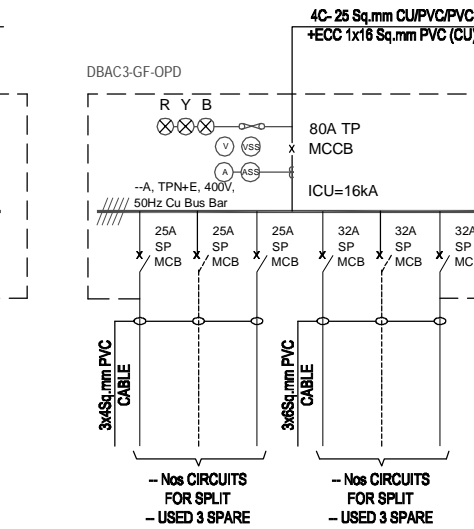 4C- 25 Sq.mm CU/PVC/PVC
+ECC 1x16 Sq.mm PVC (CU)
DBAC3-GF-OPD
R Y B
V VSS
A ASS
80A TP
MCCB
ICU=16kA
--A, TPN+E, 400V,
50Hz Cu Bus Bar
25A
SP
MCB
25A
SP
MCB
25A
SP
MCB
32A
SP
MCB
32A
SP
MCB
32A
SP
3x4Sq.mm PVC
CABLE
3x6Sq.mm PVC
CABLE
-- Nos CIRCUITS
FOR SPLIT
-- USED 3 SPARE
-- Nos CIRCUITS
FOR SPLIT
-- USED 3 SPARE